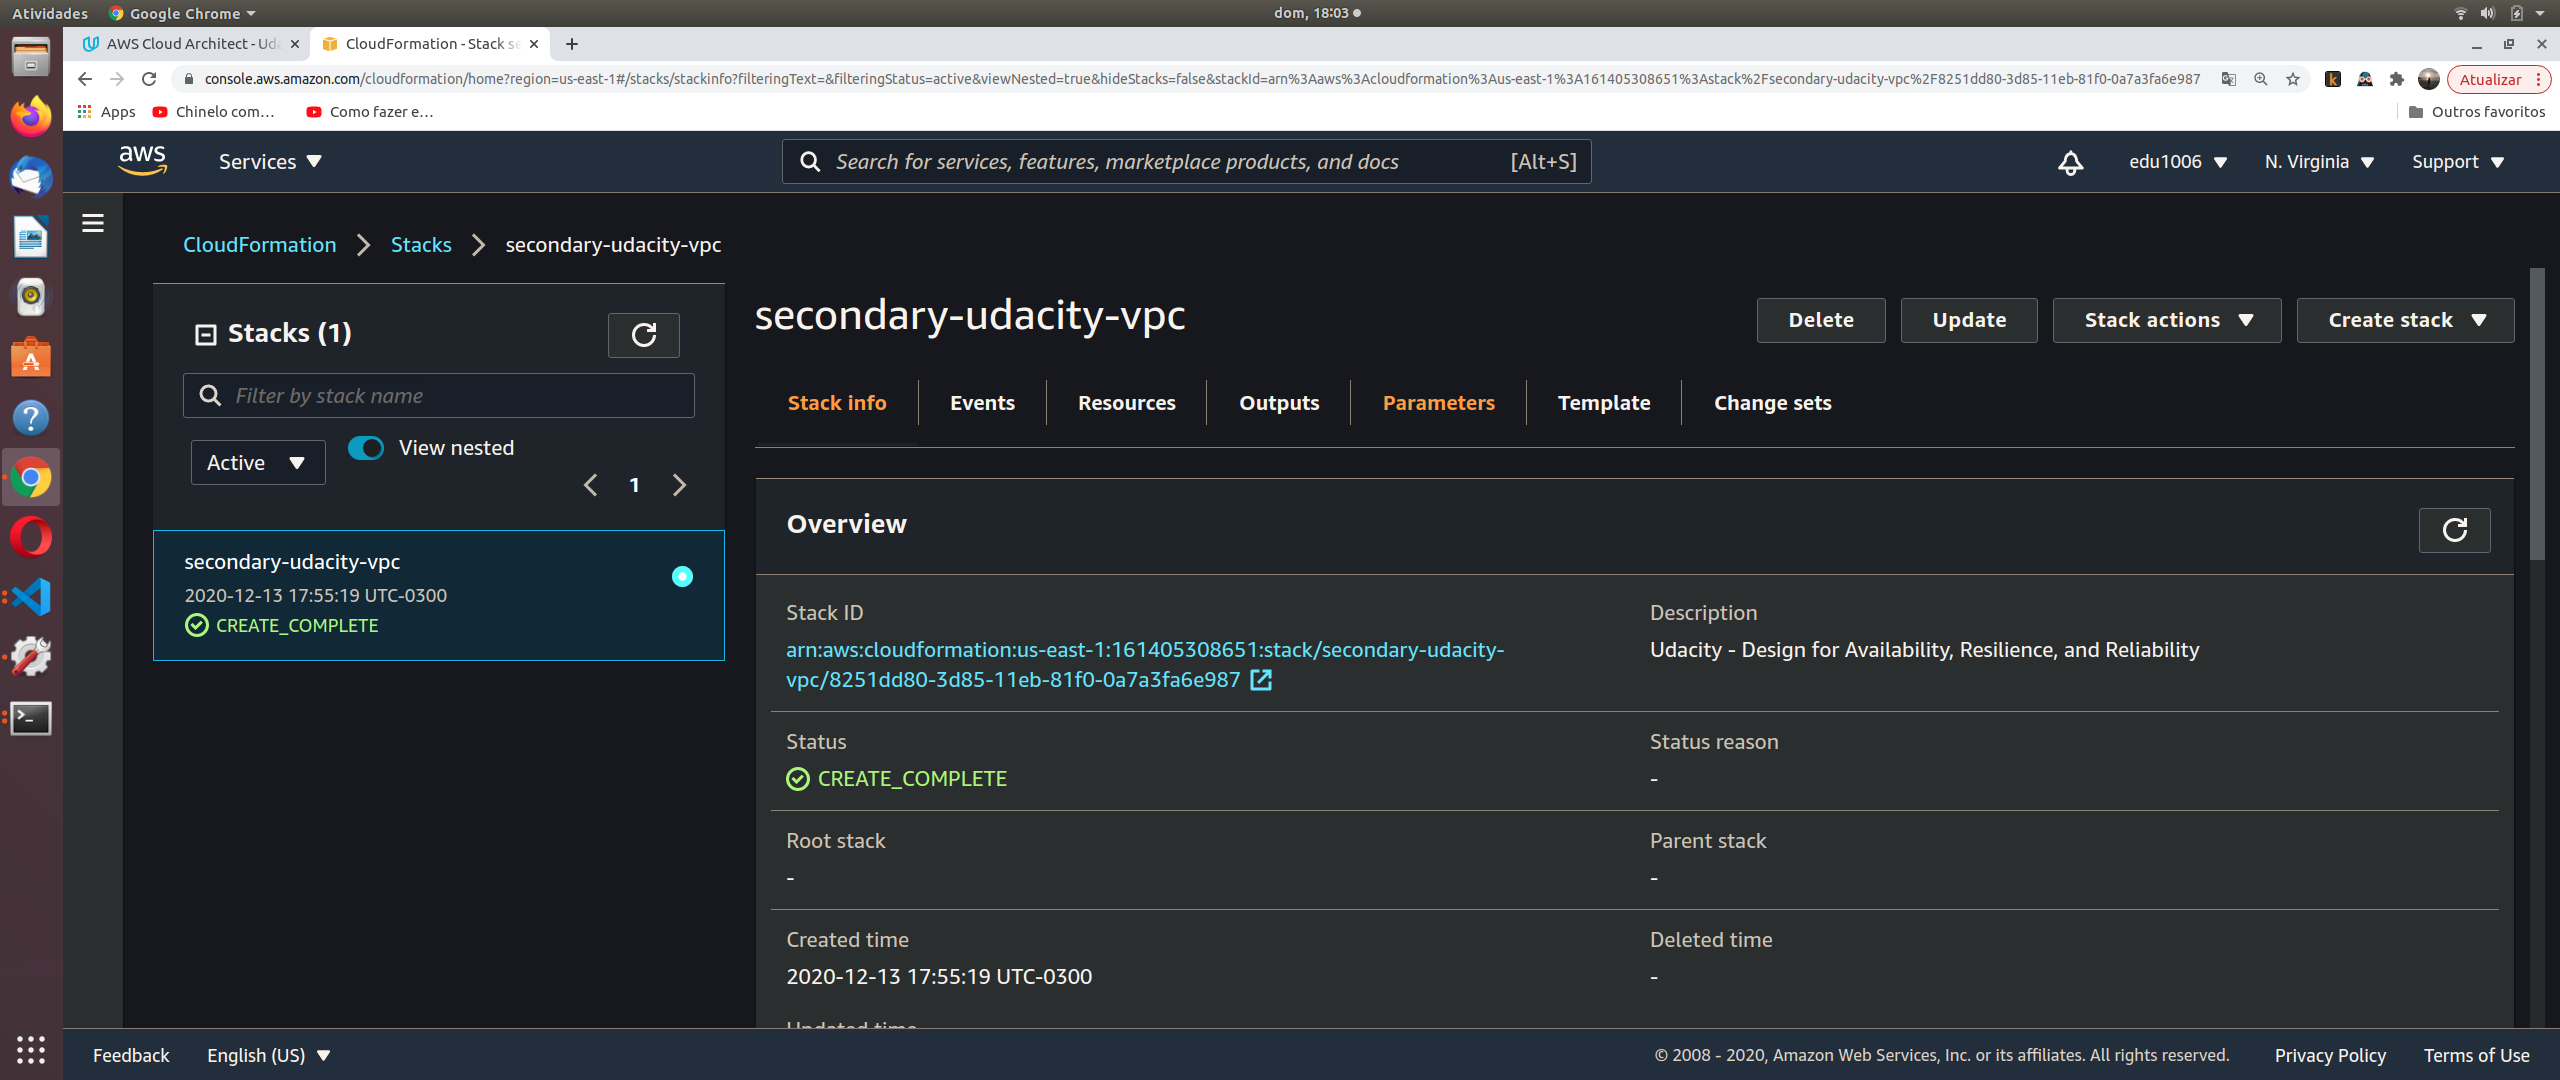 Atividades Google Chrome dom, 18:03
AWS Cloud Architect - Uda CloudFormation - Stack se
console.aws.amazon.com/cloudformation/home?region=us-east-1#/stacks/stackinfo?filteringText=&filteringStatus=active&viewNested=true&hideStacks=false&stackId=arn%3Aaws%3Acloudformation%3Aus-east-1%3A161405308651%3Astack%2Fsecondary-udacity-vpc%2F8251dd80-3d85-11eb-81f0-0a7a3fa6e987 Atualizar
Apps Chinelo com... Como fazer e... Outros favoritos
aws Services Search for services, features, marketplace products, and docs [Alt+S] edu1006 N. Virginia Support
CloudFormation Stacks secondary-udacity-vpc
secondary-udacity-vpc Delete Update Stack actions Create stack
Stacks (1)
Filter by stack name
Active View nested
1
secondary-udacity-vpc
2020-12-13 17:55:19 UTC-0300
CREATE_COMPLETE
Stack info Events Resources Outputs Parameters Template Change sets
Overview
Stack ID
arn:aws:cloudformation:us-east-1:161405308651:stack/secondary-udacity-
vpc/8251dd80-3d85-11eb-81f0-0a7a3fa6e987
Description
Udacity - Design for Availability, Resilience, and Reliability
Status
CREATE_COMPLETE
Status reason
-
Root stack
-
Parent stack
-
Created time
2020-12-13 17:55:19 UTC-0300
Deleted time
-
Updated time
Feedback English (US) © 2008 - 2020, Amazon Web Services, Inc. or its affiliates. All rights reserved. Privacy Policy Terms of Use